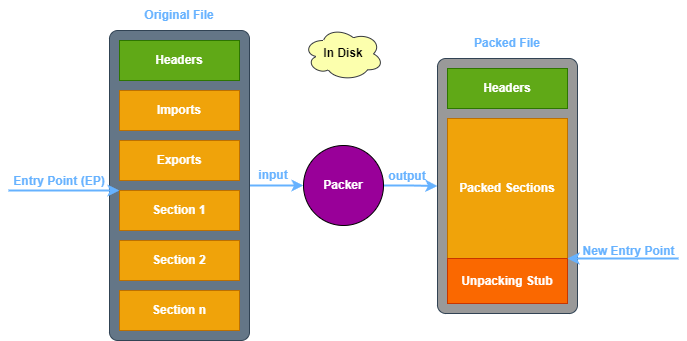 Original File
Headers
Imports
Exports
Entry Point (EP)
Section 1
Section 2
Section n
input
In Disk
Packer
output
Packed File
Headers
Packed Sections
New Entry Point
Unpacking Stub